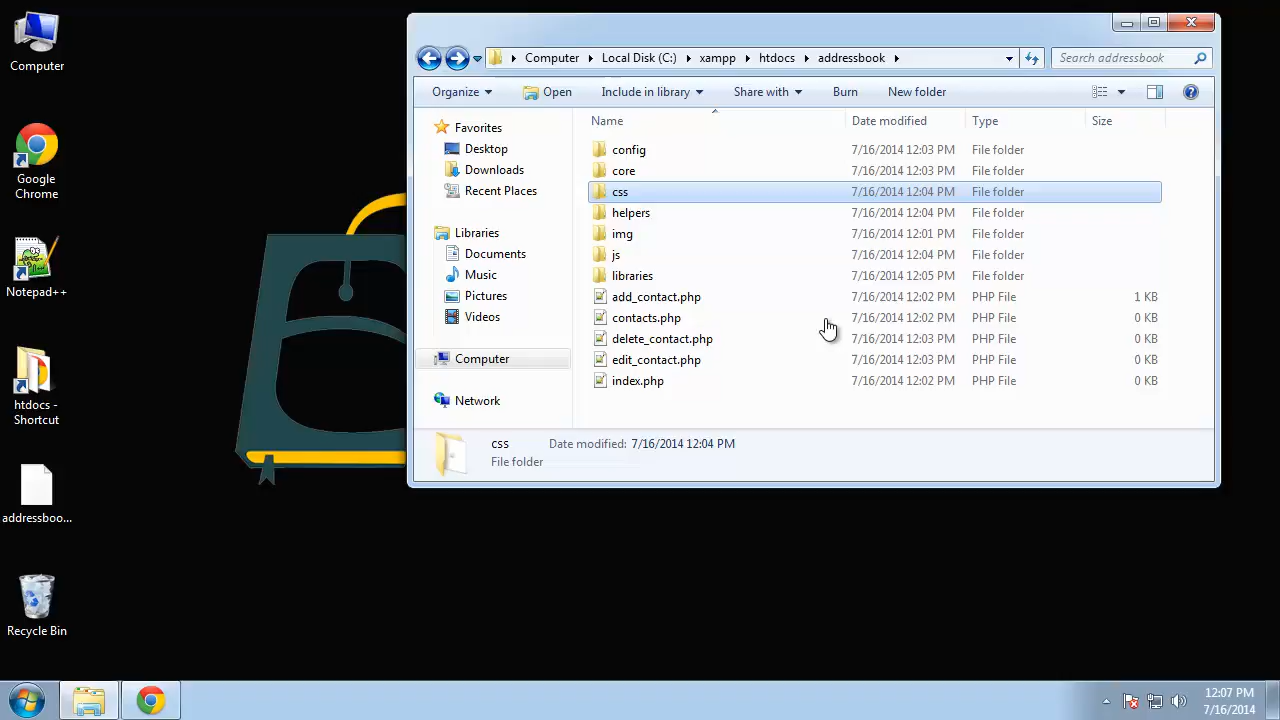 Computer
Google
Chrome
Notepad++
htdocs -
Shortcut
addressboo...
Recycle Bin
Computer Local Disk (C:) xampp htdocs addressbook
Search addressbook
Organize Open Include in library Share with Burn New folder
Favorites
Desktop
Downloads
Recent Places
Libraries
Documents
Music
Pictures
Videos
Computer
Network
Name Date modified Type Size
config 7/16/2014 12:03 PM File folder
core 7/16/2014 12:03 PM File folder
css 7/16/2014 12:04 PM File folder
helpers 7/16/2014 12:04 PM File folder
img 7/16/2014 12:01 PM File folder
js 7/16/2014 12:04 PM File folder
libraries 7/16/2014 12:05 PM File folder
add_contact.php 7/16/2014 12:02 PM PHP File 1 KB
contacts.php 7/16/2014 12:02 PM PHP File 0 KB
delete_contact.php 7/16/2014 12:03 PM PHP File 0 KB
edit_contact.php 7/16/2014 12:03 PM PHP File 0 KB
index.php 7/16/2014 12:02 PM PHP File 0 KB
css Date modified: 7/16/2014 12:04 PM
File folder
12:07 PM
7/16/2014